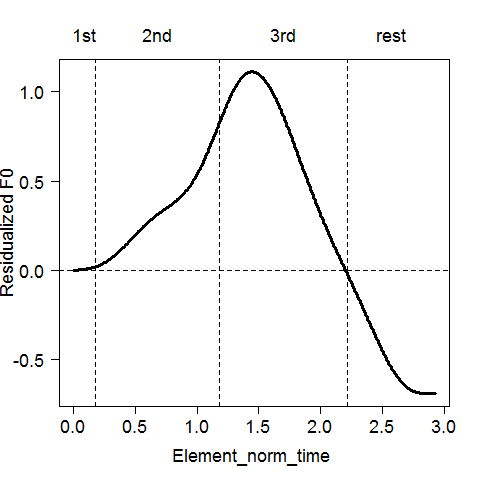 1st 2nd 3rd rest
1.0
0.5
0.0
-0.5
Residualized F0
0.0 0.5 1.0 1.5 2.0 2.5 3.0
Element_norm_time